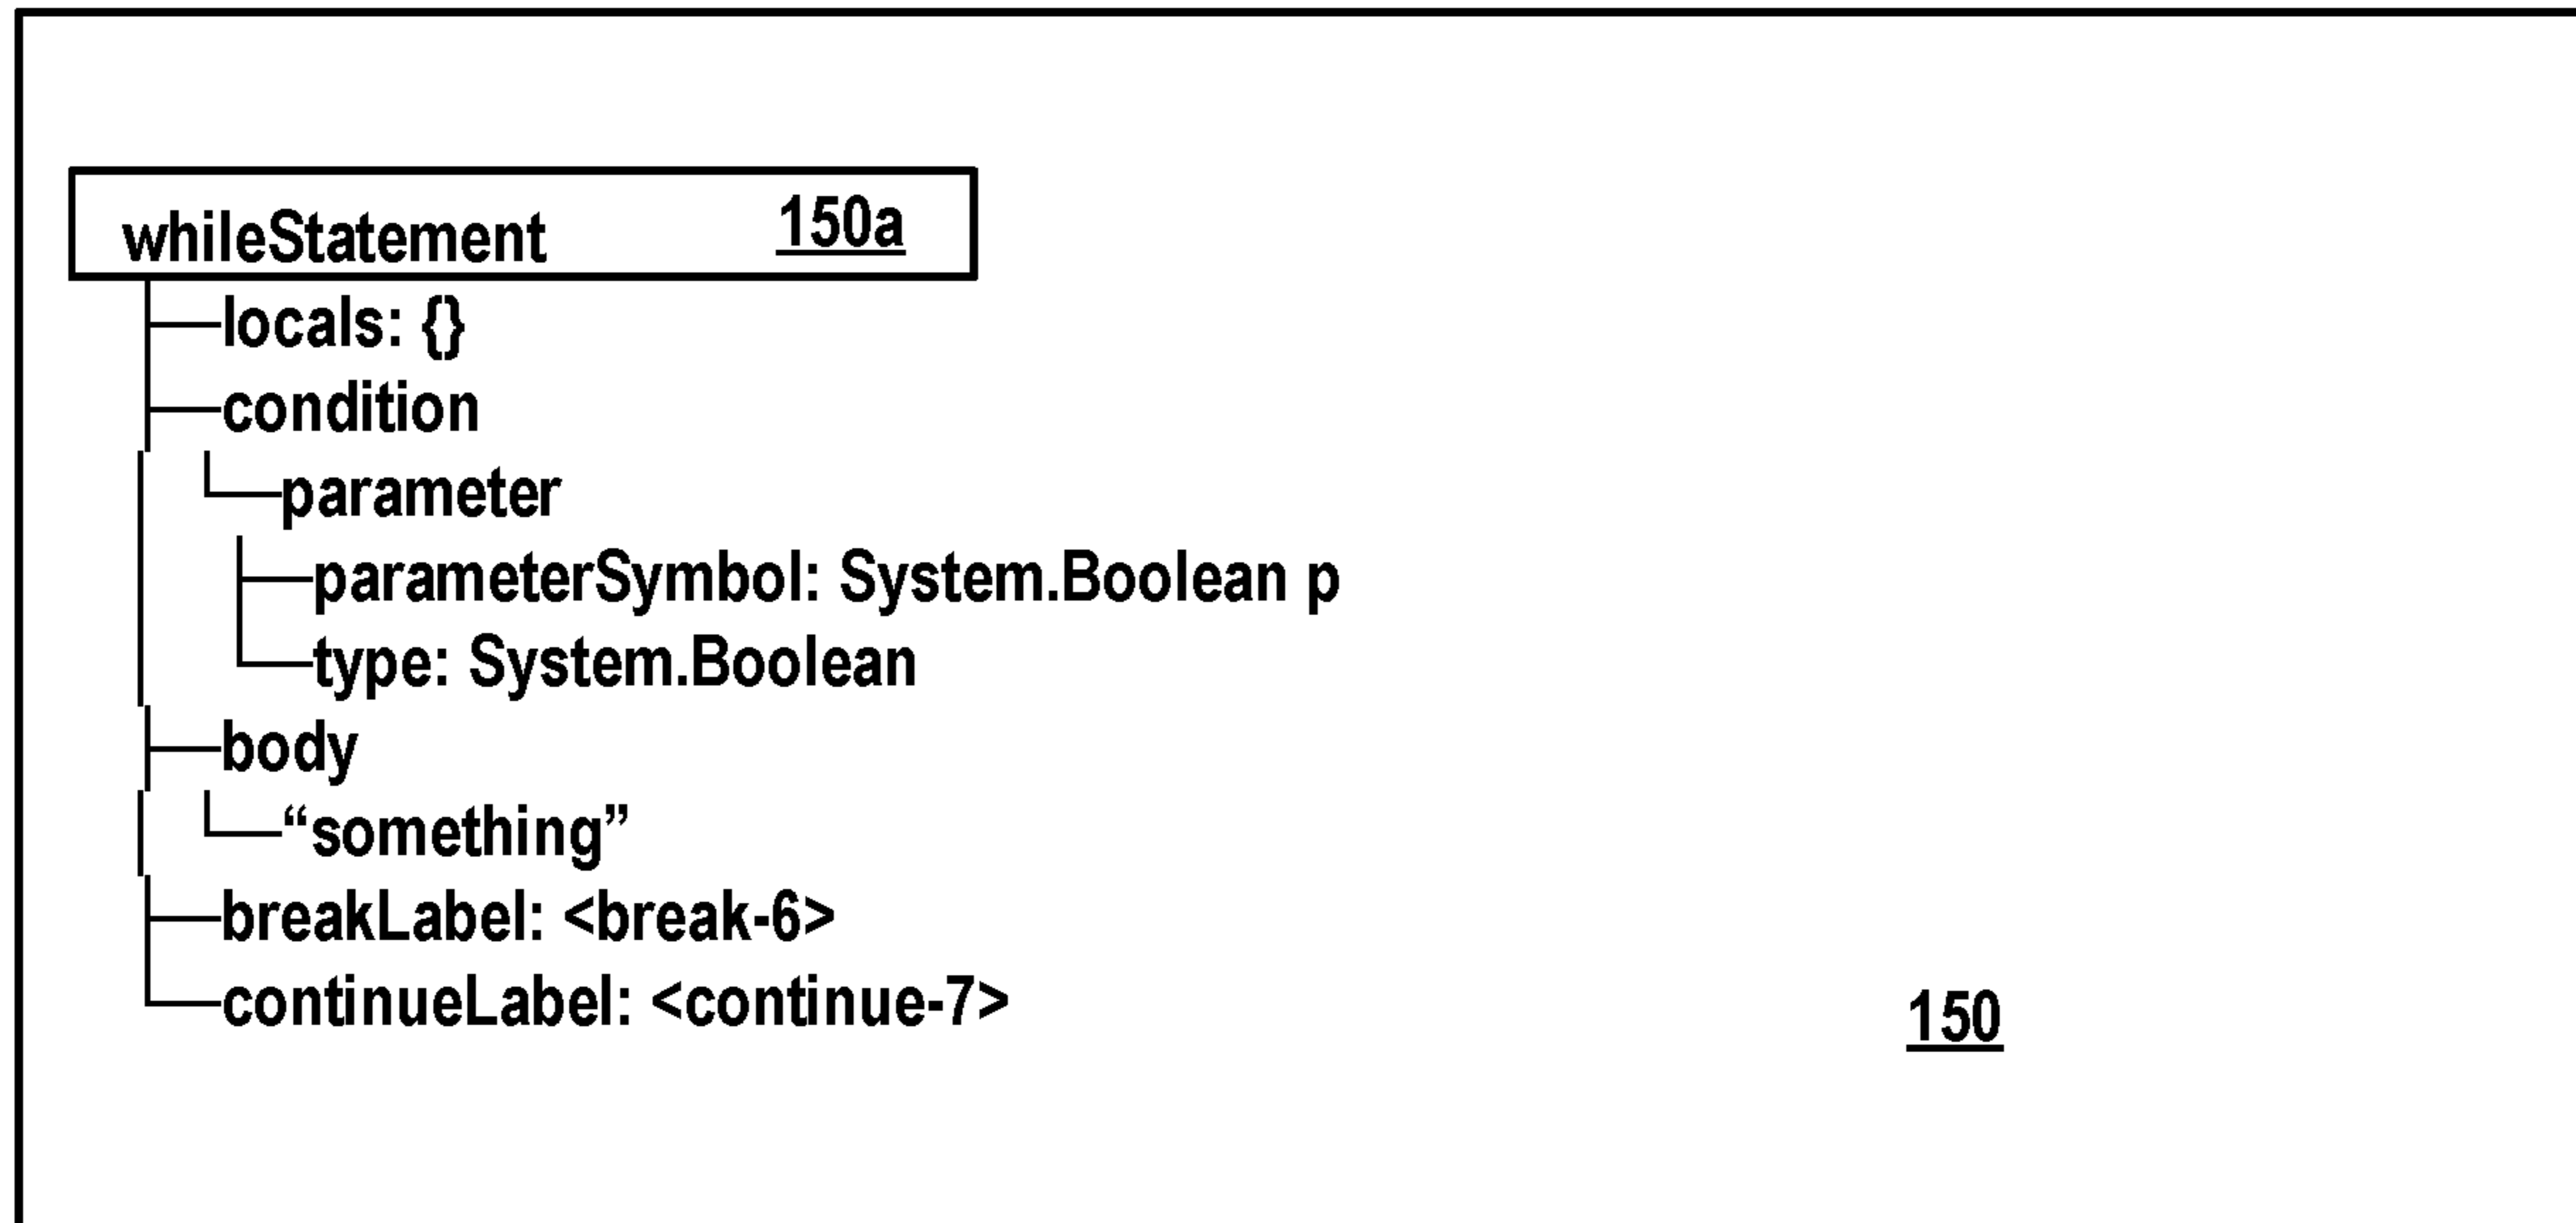 whileStatement 150a
locals: {}
condition
parameter
parameterSymbol: System.Boolean p
type: System.Boolean
body
“something”
breakLabel: <break-6>
continueLabel: <continue-7>
150